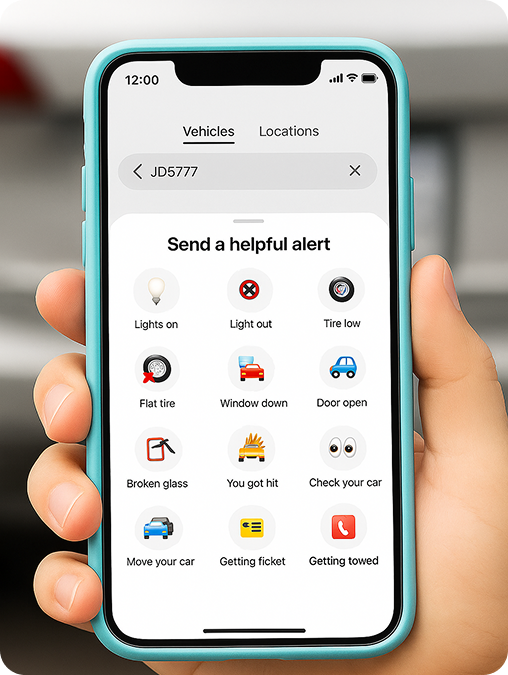 12:00
Vehicles Locations
JD5777
Send a helpful alert
Lights on Light out Tire low
Flat tire Window down Door open
Broken glass You got hit Check your car
Move your car Getting ficket Getting towed